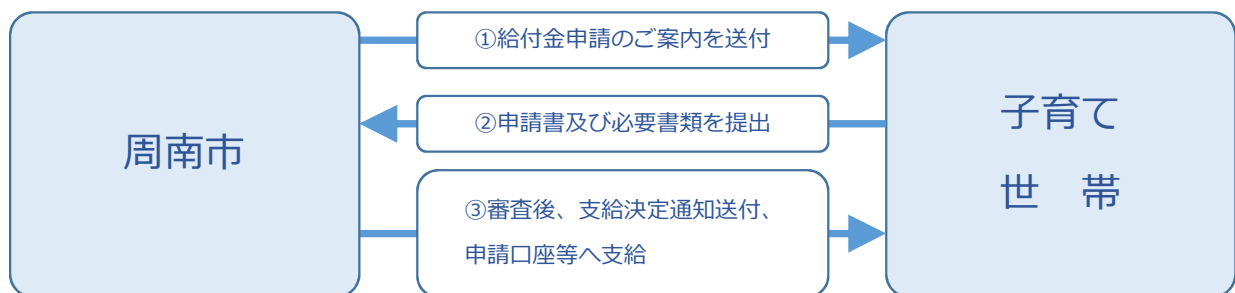 周南市
①給付金申請のご案内を送付
②申請書及び必要書類を提出
③審査後、支給決定通知送付、
申請口座等へ支給
子育て
世　帯